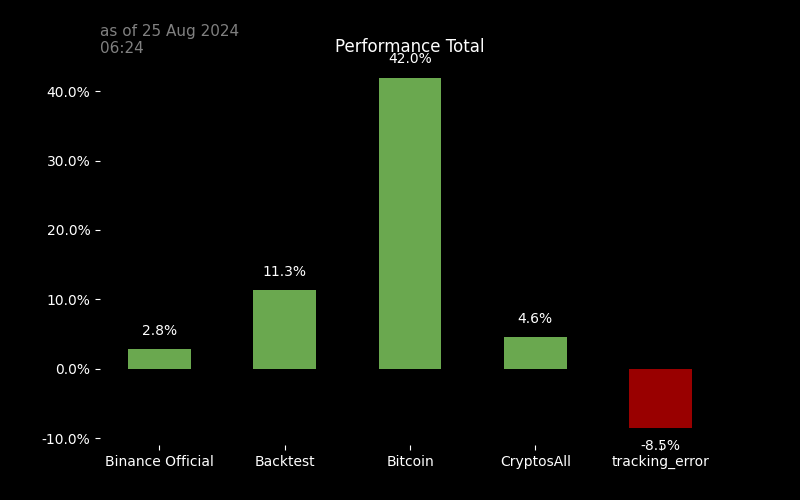 as of 25 Aug 2024
06:24
Performance Total
42.0%
40.0%
30.0%
20.0%
11.3%
10.0%
4.6%
2.8%
0.0%
-10.0%
-8.5%
Binance Official
Backtest
Bitcoin
CryptosAll
tracking_error